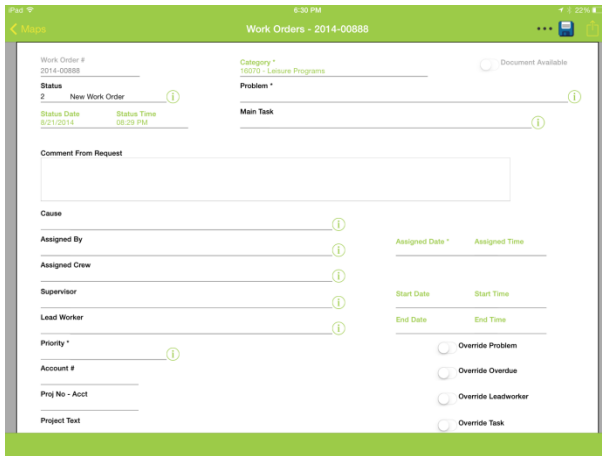 iPad 6:30 PM 22%
Maps Work Orders - 2014-00888 •••
Work Order # Category * Document Available
2014-00888 16070 - Leisure Programs
Status Problem *
2 New Work Order
Status Date Status Time Main Task
8/21/2014 08:29 PM
Comment From Request
Cause
Assigned By Assigned Date * Assigned Time
Assigned Crew
Supervisor Start Date Start Time
Lead Worker End Date End Time
Priority * Override Problem
Account # Override Overdue
Proj No - Acct Override Leadworker
Project Text Override Task